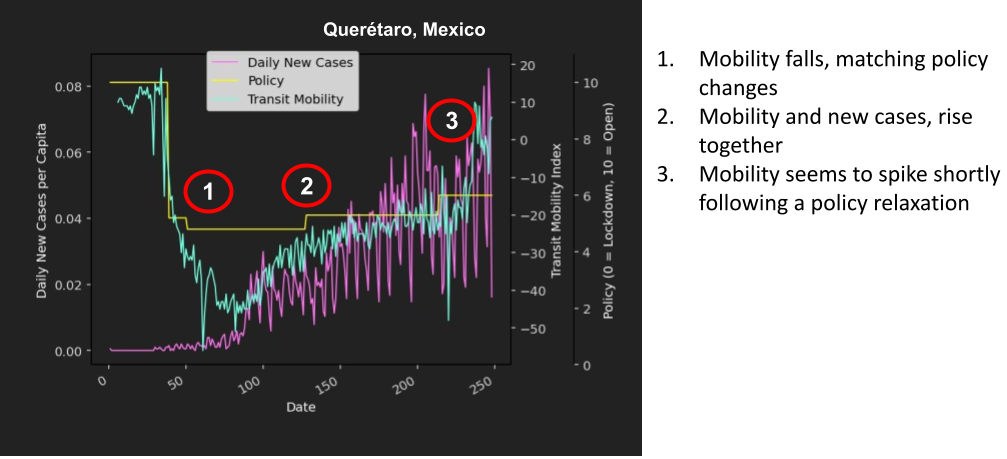 Querétaro, Mexico
Daily New Cases
Policy
Transit Mobility
0.08
0.06
0.04
0.02
0.00
Daily New Cases per Capita
20
10
0
−10
−20
−30
−40
−50
Transit Mobility Index
10
8
6
4
2
0
Policy (0 = Lockdown, 10 = Open)
0
50
100
150
200
250
Date
1
2
3
1. Mobility falls, matching policy
changes
2. Mobility and new cases, rise
together
3. Mobility seems to spike shortly
following a policy relaxation